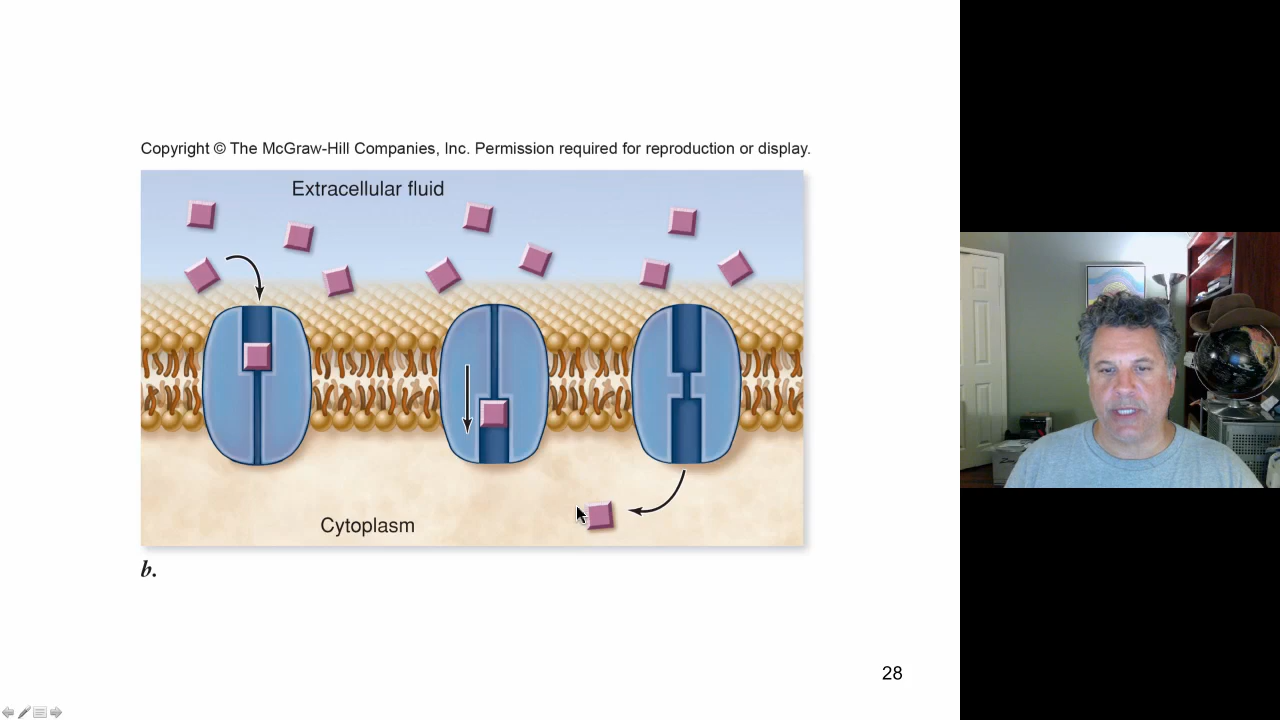 Copyright © The McGraw-Hill Companies, Inc. Permission required for reproduction or display.
Extracellular fluid
Cytoplasm
b.
28